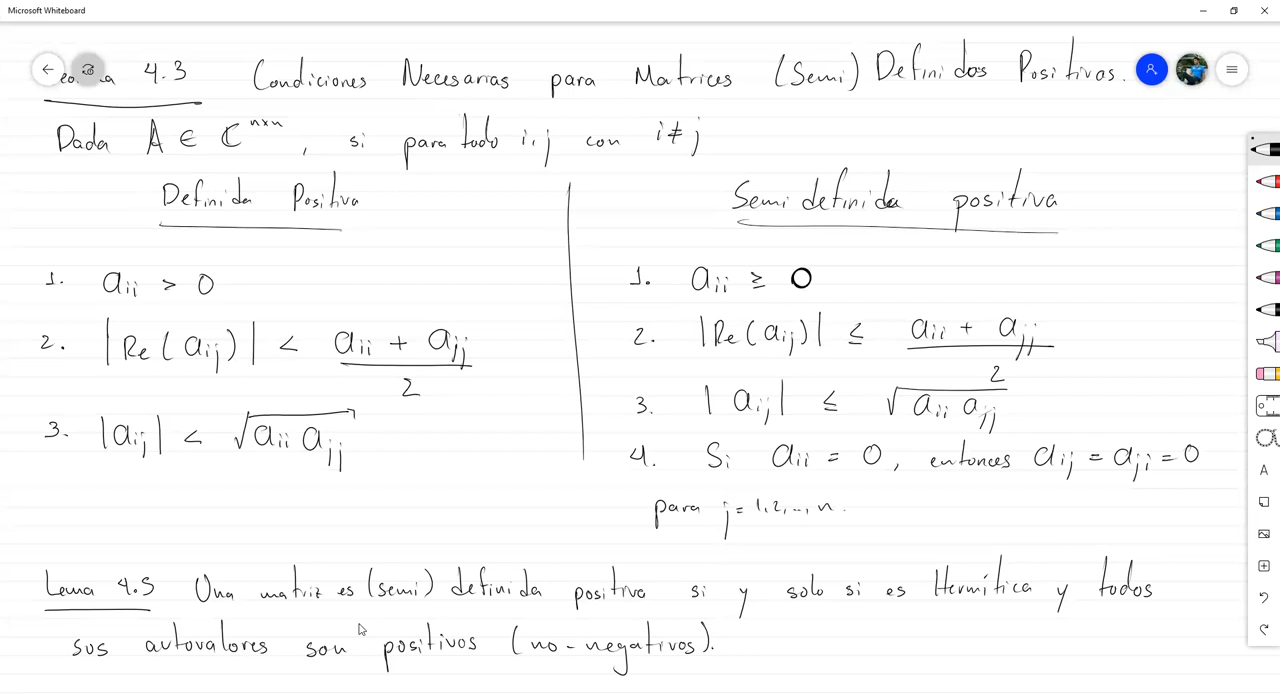 Microsoft Whiteboard
4.3 Condiciones Necesarias para Matrices (Semi) Definidas Positivas.
Dada A ∈ ℂⁿˣⁿ, si para todo i,j con i ≠ j
Definida Positiva
1. aᵢᵢ > 0
2. |Re(aᵢⱼ)| < (aᵢᵢ + aⱼⱼ)/2
3. |aᵢⱼ| < √(aᵢᵢ aⱼⱼ)
Semi definida positiva
1. aᵢᵢ ≥ 0
2. |Re(aᵢⱼ)| ≤ (aᵢᵢ + aⱼⱼ)/2
3. |aᵢⱼ| ≤ √(aᵢᵢ aⱼⱼ)
4. Si aᵢᵢ = 0, entonces aᵢⱼ = aⱼᵢ = 0
para j = 1,2,...,n.
Lema 4.5 Una matriz es (semi) definida positiva si y solo si es Hermítica y todos
sus autovalores son positivos (no-negativos).
A